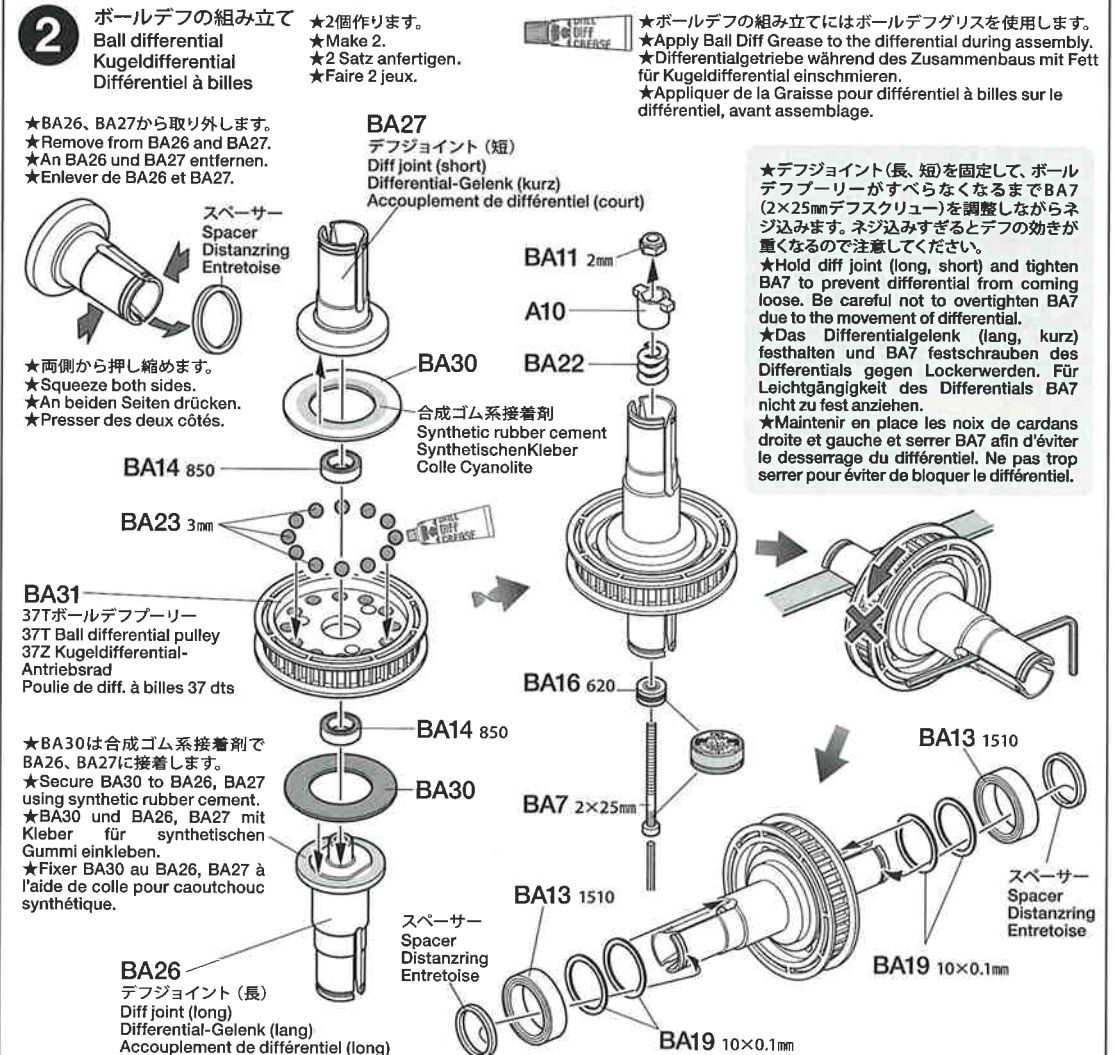 2
ボールデフの組み立て
Ball differential
Kugeldifferential
Différentiel à billes
★2個作ります。
★Make 2.
★2 Satz anfertigen.
★Faire 2 jeux.
BALL
DIFF
GREASE
★ボールデフの組み立てにはボールデフグリスを使用します。
★Apply Ball Diff Grease to the differential during assembly.
★Differentialgetriebe während des Zusammenbaus mit Fett
für Kugeldifferential einschmieren.
★Appliquer de la Graisse pour différentiel à billes sur le
différentiel, avant assemblage.
★BA26、BA27から取り外します。
★Remove from BA26 and BA27.
★An BA26 und BA27 entfernen.
★Enlever de BA26 et BA27.
スペーサー
Spacer
Distanzring
Entretoise
★両側から押し縮めます。
★Squeeze both sides.
★An beiden Seiten drücken.
★Presser des deux côtés.
BA27
デフジョイント（短）
Diff joint (short)
Differential-Gelenk (kurz)
Accouplement de différentiel (court)
BA30
合成ゴム系接着剤
Synthetic rubber cement
SynthetischenKleber
Colle Cyanolite
BA14 850
BA23 3mm
BALL
DIFF
GREASE
BA31
37Tボールデフプーリー
37T Ball differential pulley
37Z Kugeldifferential-
Antriebsrad
Poulie de diff. à billes 37 dts
BA14 850
BA30
★BA30は合成ゴム系接着剤で
BA26、BA27に接着します。
★Secure BA30 to BA26, BA27
using synthetic rubber cement.
★BA30 und BA26, BA27 mit
Kleber für synthetischen
Gummi einkleben.
★Fixer BA30 au BA26, BA27 à
l'aide de colle pour caoutchouc
synthétique.
BA26
デフジョイント（長）
Diff joint (long)
Differential-Gelenk (lang)
Accouplement de différentiel (long)
BA11 2mm
A10
BA22
BA16 620
BA7 2×25mm
★デフジョイント（長、短）を固定して、ボール
デフプーリーがすべらなくなるまでBA7
（2×25mmデフスクリュー）を調整しながらネ
ジ込みます。ネジ込みすぎるとデフの効きが
重くなるので注意してください。
★Hold diff joint (long, short) and tighten
BA7 to prevent differential from coming
loose. Be careful not to overtighten BA7
due to the movement of differential.
★Das Differentialgelenk (lang, kurz)
festhalten und BA7 festschrauben des
Differentials gegen Lockerwerden. Für
Leichtgängigkeit des Differentials BA7
nicht zu fest anziehen.
★Maintenir en place les noix de cardans
droite et gauche et serrer BA7 afin d'éviter
le desserrage du différentiel. Ne pas trop
serrer pour éviter de bloquer le différentiel.
BA13 1510
スペーサー
Spacer
Distanzring
Entretoise
BA19 10×0.1mm
BA13 1510
スペーサー
Spacer
Distanzring
Entretoise
BA19 10×0.1mm